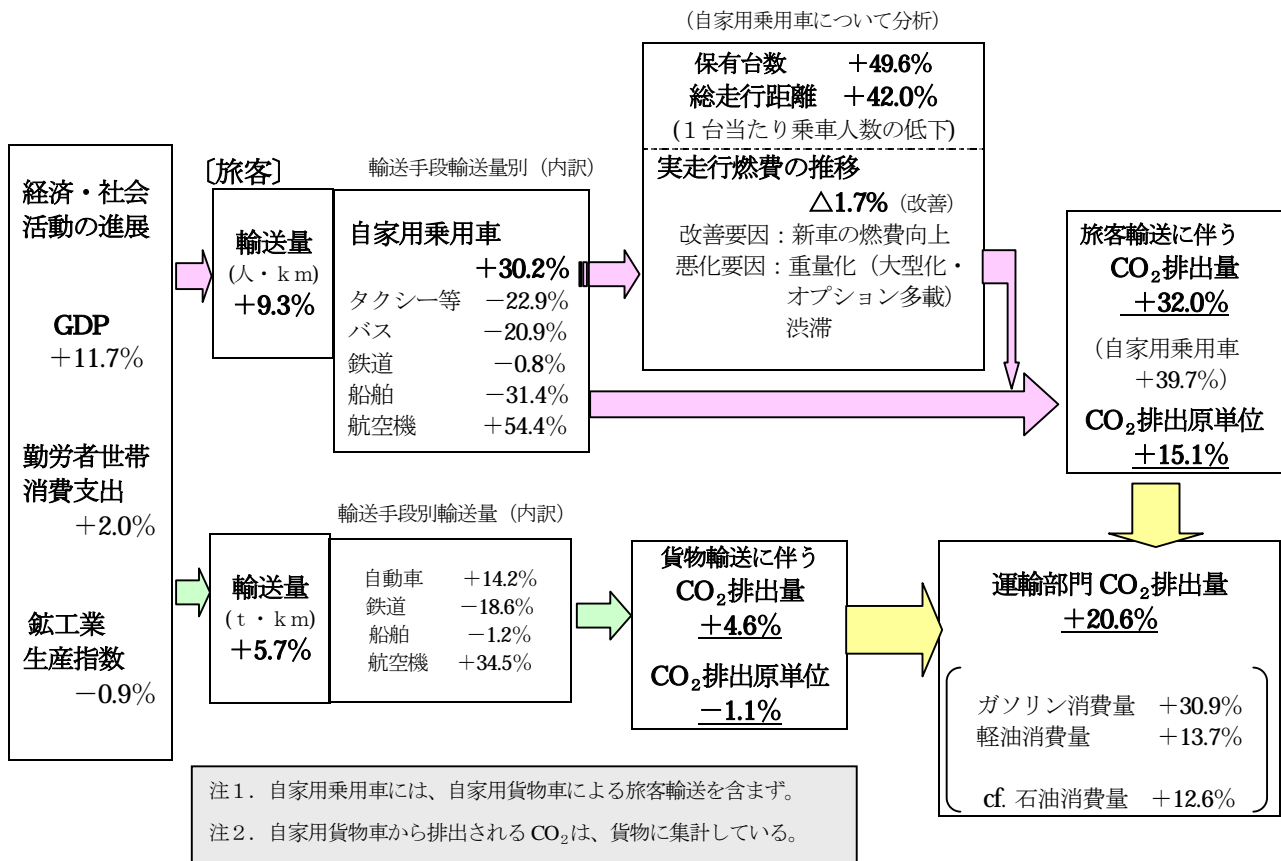 (自家用乗用車について分析)
保有台数 +49.6%
総走行距離 +42.0%
(1台当たり乗車人数の低下)
実走行燃費の推移
△1.7% (改善)
改善要因:新車の燃費向上
悪化要因:重量化(大型化・
オプション多載)
渋滞
経済・社会
活動の進展
GDP
+11.7%
勤労者世帯
消費支出
+2.0%
鉱工業
生産指数
-0.9%
〔旅客〕
輸送手段輸送量別(内訳)
輸送量
(人・km)
+9.3%
自家用乗用車
+30.2%
タクシー等 -22.9%
バス -20.9%
鉄道 -0.8%
船舶 -31.4%
航空機 +54.4%
旅客輸送に伴う
CO₂排出量
+32.0%
(自家用乗用車
+39.7%)
CO₂排出原単位
+15.1%
輸送手段別輸送量(内訳)
輸送量
(t・km)
+5.7%
自動車 +14.2%
鉄道 -18.6%
船舶 -1.2%
航空機 +34.5%
貨物輸送に伴う
CO₂排出量
+4.6%
CO₂排出原単位
-1.1%
運輸部門CO₂排出量
+20.6%
ガソリン消費量 +30.9%
軽油消費量 +13.7%
cf. 石油消費量 +12.6%
注1.自家用乗用車には、自家用貨物車による旅客輸送を含まず。
注2.自家用貨物車から排出されるCO₂は、貨物に集計している。